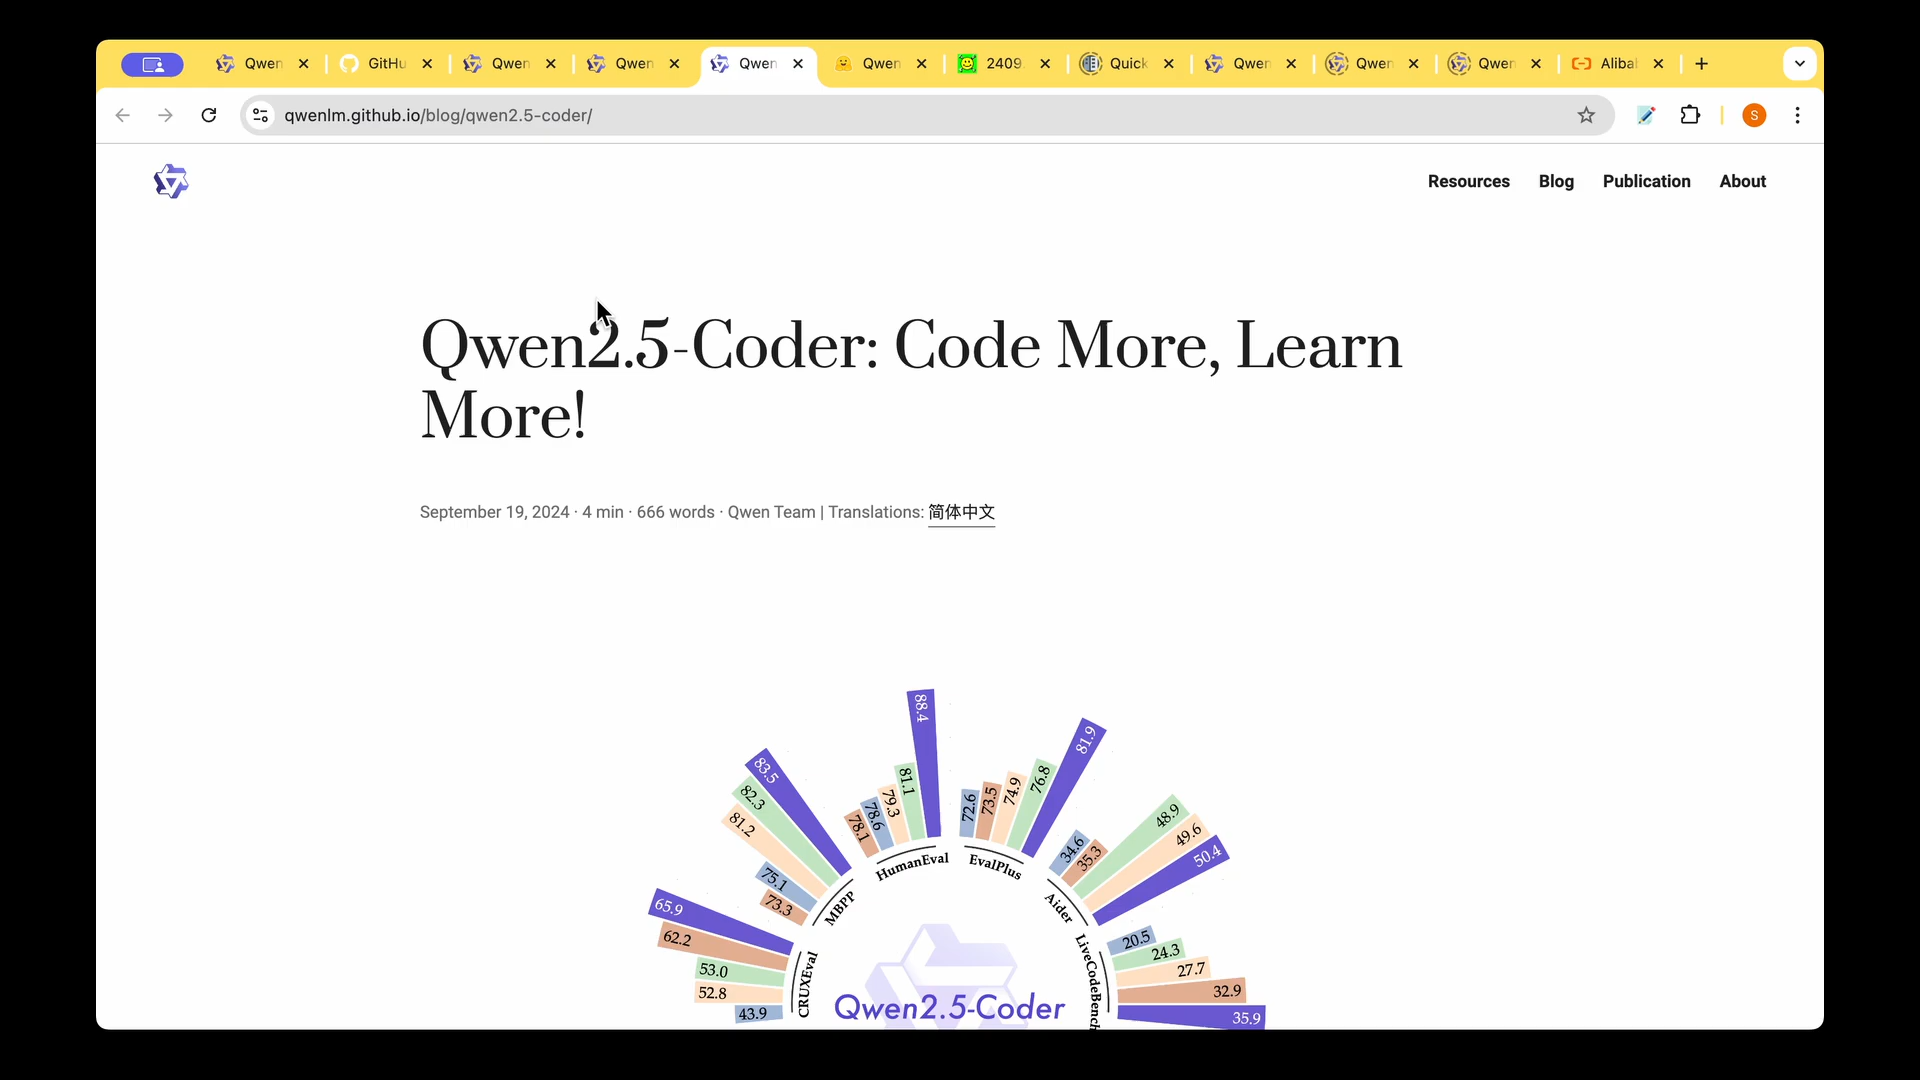 Qwen
GitHu
Qwen
Qwen
Qwen
Qwen
2409.
Quick
Qwen
Qwen
Qwen
Alibal
qwenlm.github.io/blog/qwen2.5-coder/
S
Resources
Blog
Publication
About
Qwen2.5-Coder: Code More, Learn
More!
September 19, 2024 · 4 min · 666 words · Qwen Team | Translations: 简体中文
65.9
62.2
53.0
52.8
43.9
CRUXEval
83.5
82.3
81.2
75.1
73.3
MBPP
78.1
78.6
79.3
81.1
88.4
HumanEval
72.6
73.5
74.9
76.8
81.9
EvalPlus
34.6
35.3
48.9
49.6
50.4
Aider
20.5
24.3
27.7
32.9
35.9
LiveCodeBench
Qwen2.5-Coder